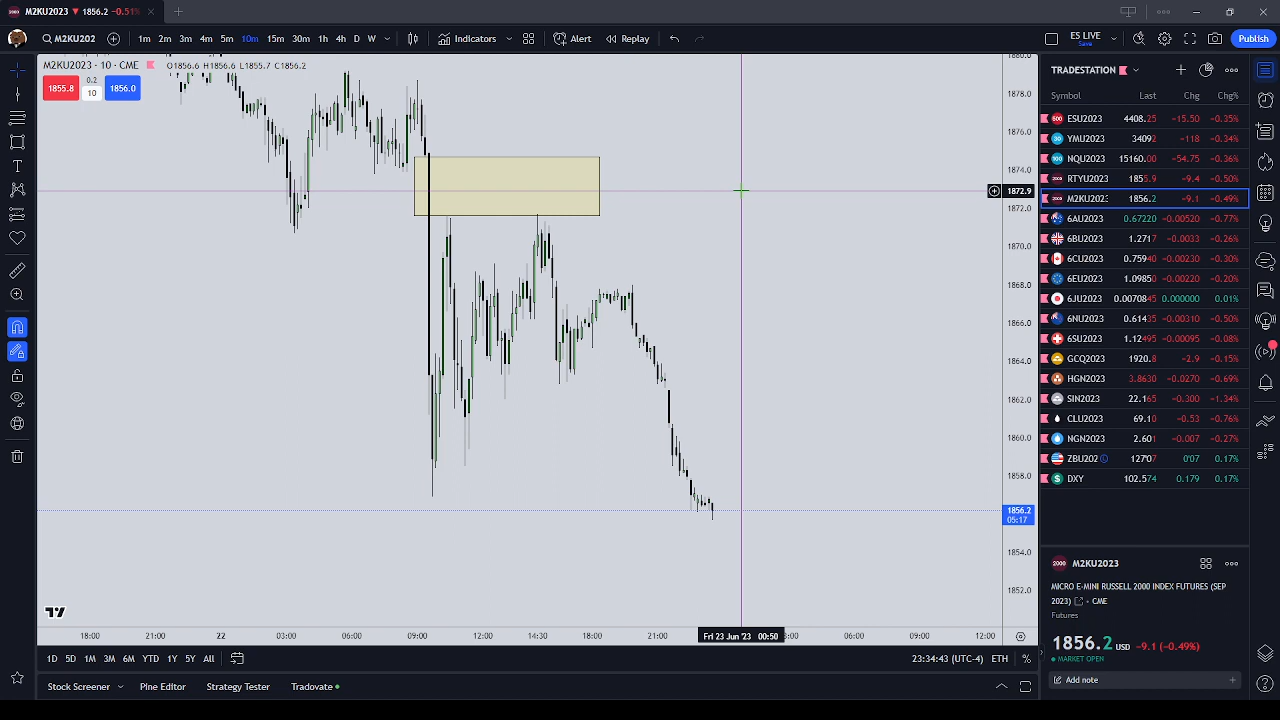 M2KU2023 ▼ 1856.2 −0.51%
M2KU202 1m 2m 3m 4m 5m 10m 15m 30m 1h 4h D W Indicators Alert Replay ES LIVE Save Publish
M2KU2023 · 10 · CME O1856.6 H1856.6 L1855.7 C1856.2
1855.8 0.2 10 1856.0
1880.0
1878.0
1876.0
1874.0
1872.9
1872.0
1870.0
1868.0
1866.0
1864.0
1862.0
1860.0
1858.0
1856.2
05:17
1854.0
1852.0
18:00 21:00 22 03:00 06:00 09:00 12:00 14:30 18:00 21:00 Fri 23 Jun '23 00:50 3:00 06:00 09:00 12:00
1D 5D 1M 3M 6M YTD 1Y 5Y All 23:34:43 (UTC-4) ETH %
Stock Screener Pine Editor Strategy Tester Tradovate
TRADESTATION
Symbol Last Chg Chg%
ESU2023 4408.25 −15.50 −0.35%
YMU2023 34092 −118 −0.34%
NQU2023 15160.00 −54.75 −0.36%
RTYU2023 1855.9 −9.4 −0.50%
M2KU2023 1856.2 −9.1 −0.49%
6AU2023 0.67220 −0.00520 −0.77%
6BU2023 1.2717 −0.0033 −0.26%
6CU2023 0.75940 −0.00230 −0.30%
6EU2023 1.09850 −0.00220 −0.20%
6JU2023 0.0070845 0.000000 0.01%
6NU2023 0.61435 −0.00310 −0.50%
6SU2023 1.12495 −0.00095 −0.08%
GCQ2023 1920.8 −2.9 −0.15%
HGN2023 3.8630 −0.0270 −0.69%
SIN2023 22.165 −0.300 −1.34%
CLU2023 69.10 −0.53 −0.76%
NGN2023 2.601 −0.007 −0.27%
ZBU202 127'07 0'07 0.17%
DXY 102.574 0.179 0.17%
2000 M2KU2023
MICRO E-MINI RUSSELL 2000 INDEX FUTURES (SEP
2023) · CME
Futures
1856.2 USD −9.1 (−0.49%)
MARKET OPEN
Add note